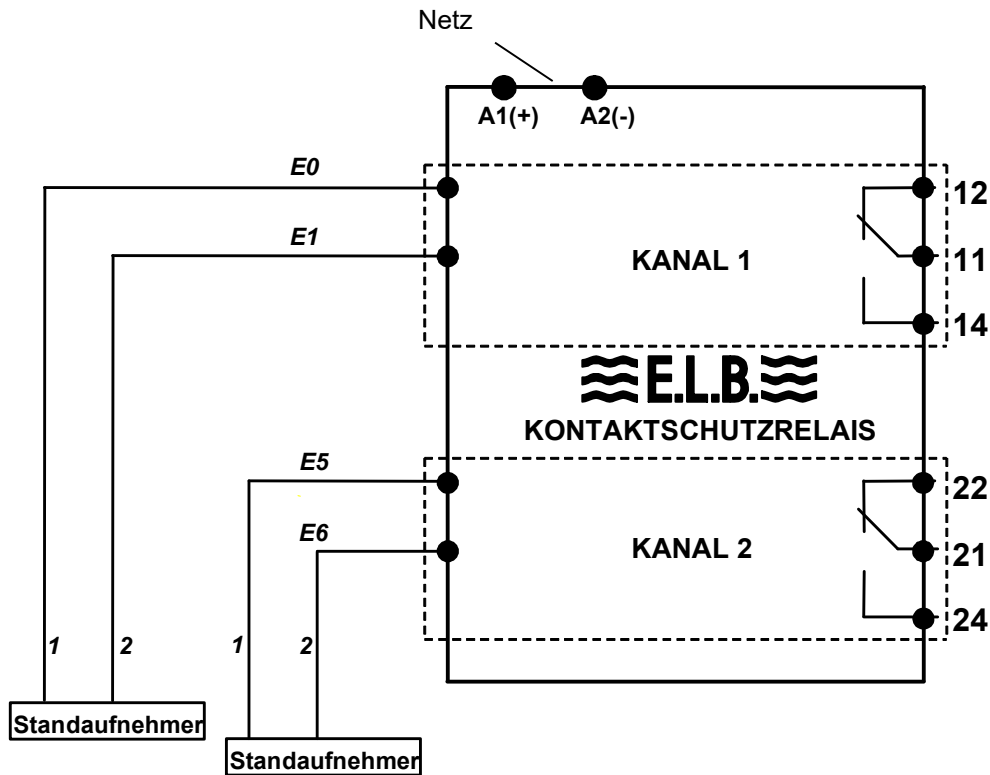 Netz
A1(+) A2(-)
E0
12
E1
KANAL 1
11
14
E.L.B.
KONTAKTSCHUTZRELAIS
E5
22
E6
KANAL 2
21
24
1 2 1 2
Standaufnehmer
Standaufnehmer